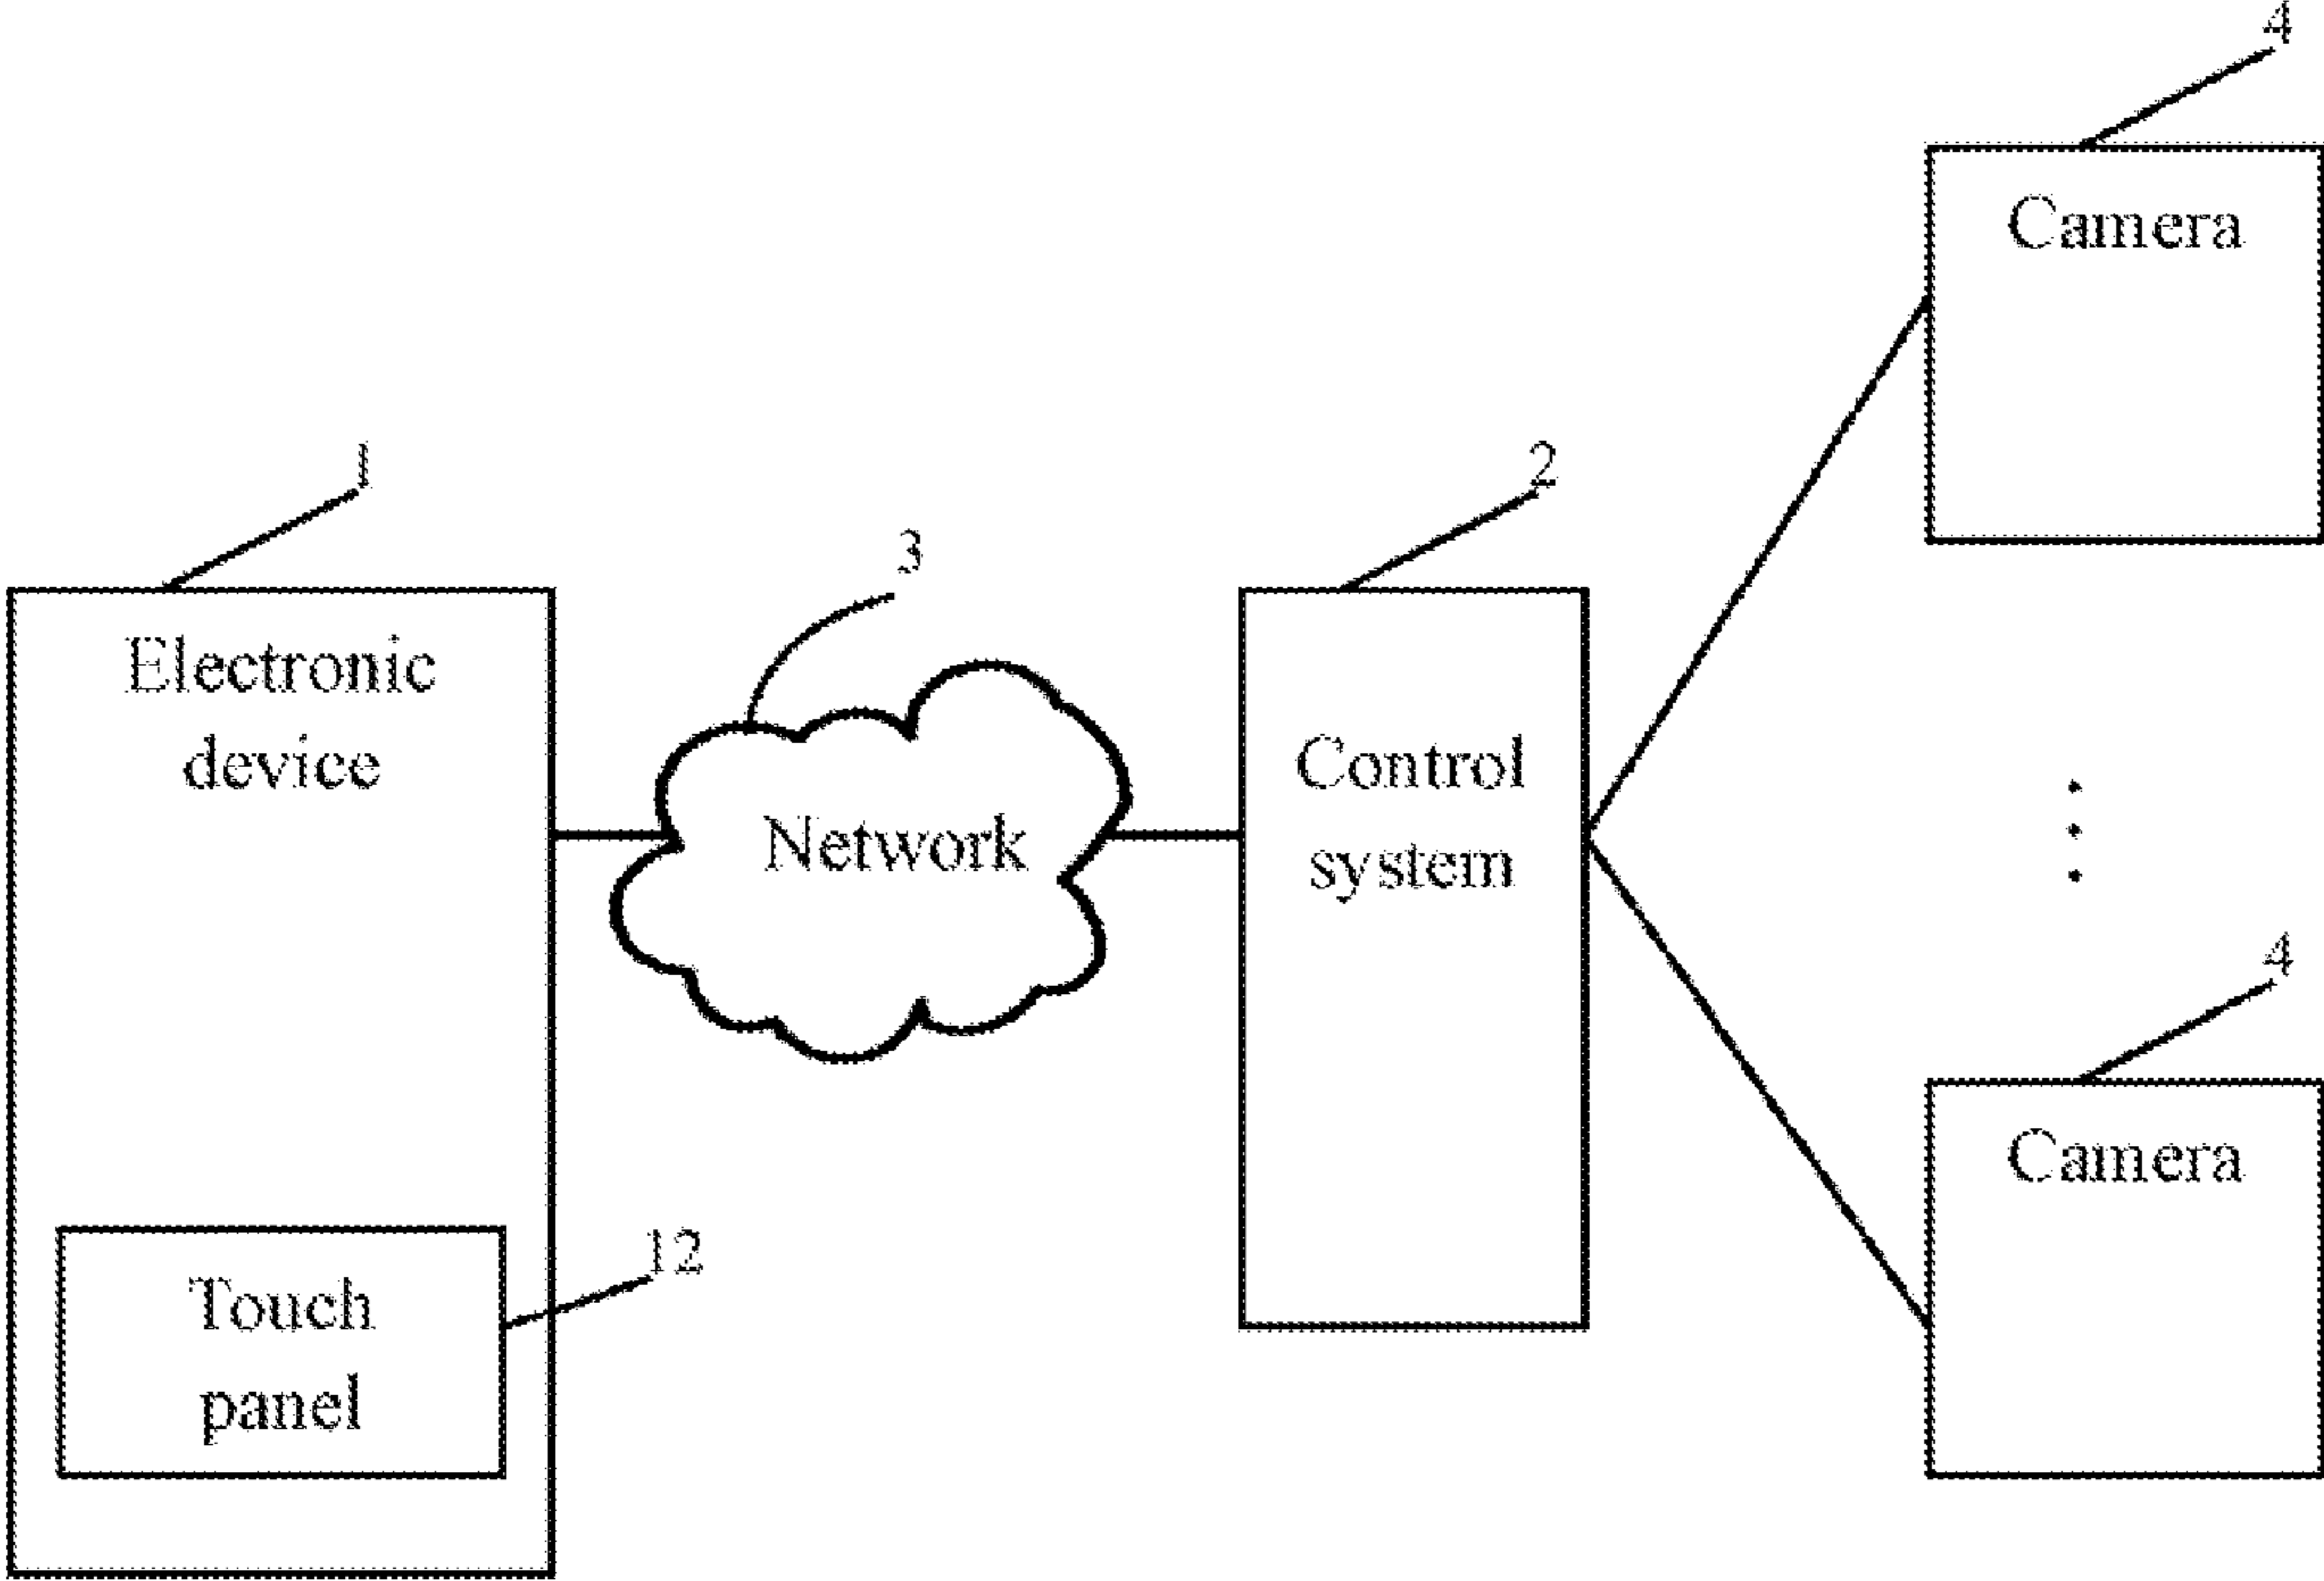 4
Camera
1
2
3
Electronic
device
Control
system
Network
4
Camera
12
Touch
panel